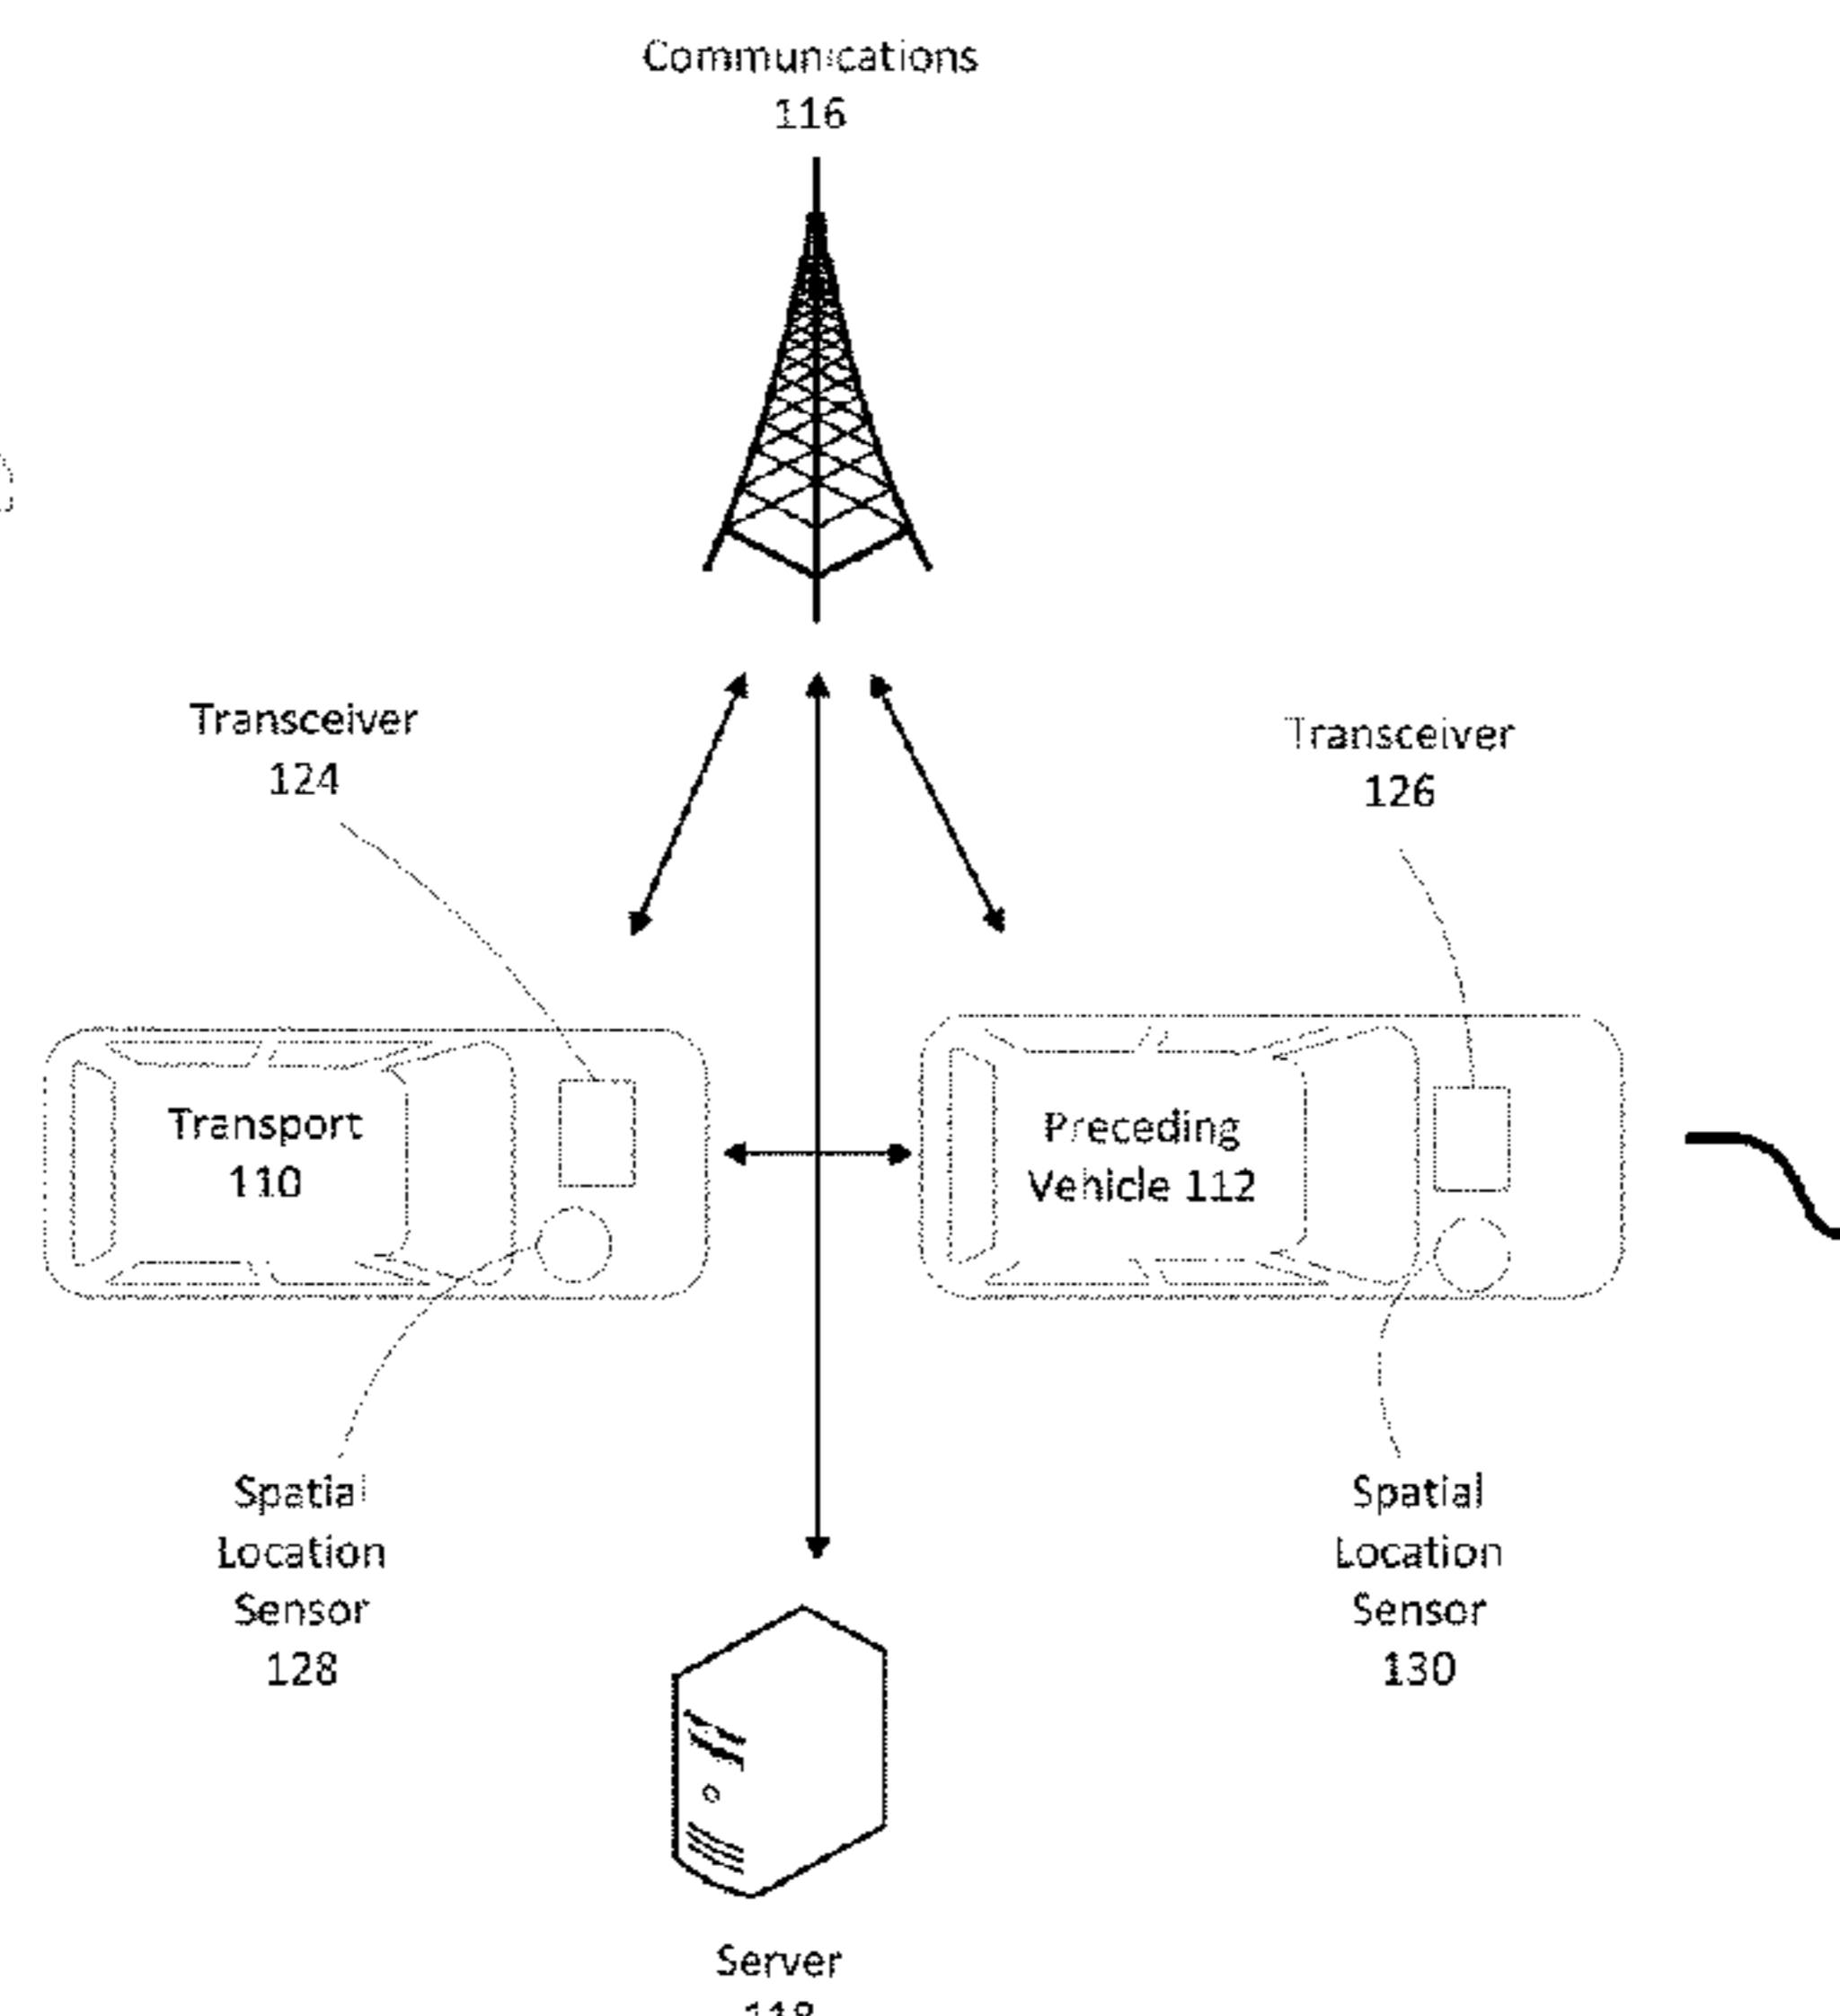 Communications
116
Transceiver
124
Transceiver
126
Transport
110
Preceding
Vehicle 112
Spatial
Location
Sensor
128
Spatial
Location
Sensor
130
Server
118